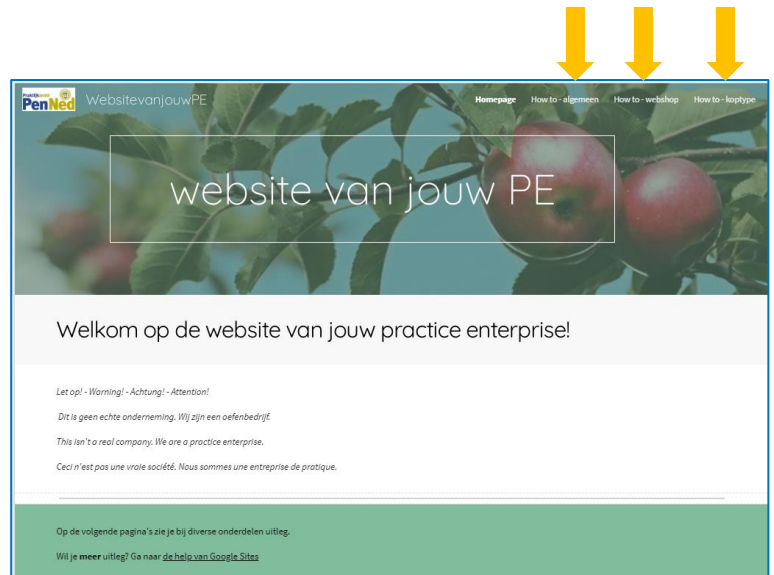 Praktijk
PenNed
WebsitevanjouwPE
Homepage How to - algemeen How to - webshop How to - koptype
website van jouw PE
Welkom op de website van jouw practice enterprise!
Let op! - Warning! - Achtung! - Attention!
Dit is geen echte onderneming. Wij zijn een oefenbedrijf.
This isn't a real company. We are a practice enterprise.
Ceci n'est pas une vraie société. Nous sommes une entreprise de pratique.
Op de volgende pagina's zie je bij diverse onderdelen uitleg.
Wil je meer uitleg? Ga naar de help van Google Sites